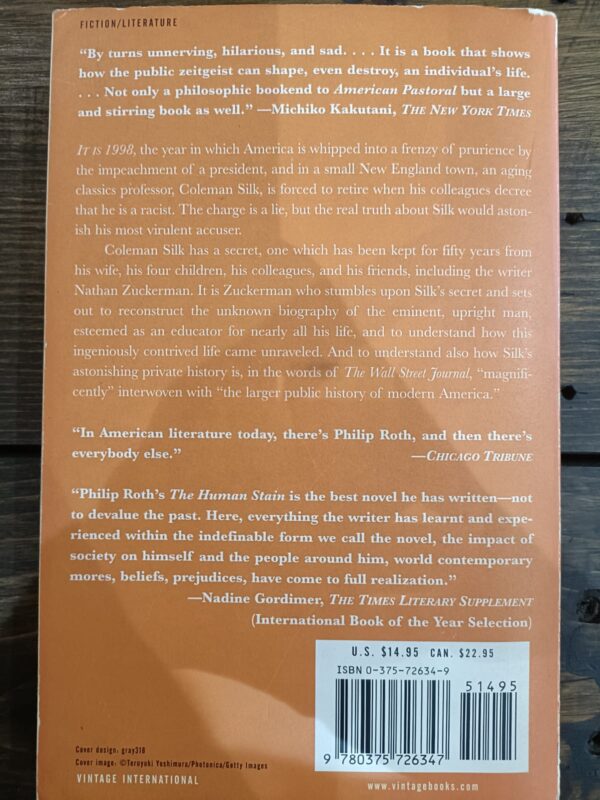 FICTION/LITERATURE
“By turns unnerving, hilarious, and sad. . . . It is a book that shows
how the public zeitgeist can shape, even destroy, an individual’s life.
. . . Not only a philosophic bookend to American Pastoral but a large
and stirring book as well.” —Michiko Kakutani, THE NEW YORK TIMES
IT IS 1998, the year in which America is whipped into a frenzy of prurience by
the impeachment of a president, and in a small New England town, an aging
classics professor, Coleman Silk, is forced to retire when his colleagues decree
that he is a racist. The charge is a lie, but the real truth about Silk would aston-
ish his most virulent accuser.
Coleman Silk has a secret, one which has been kept for fifty years from
his wife, his four children, his colleagues, and his friends, including the writer
Nathan Zuckerman. It is Zuckerman who stumbles upon Silk’s secret and sets
out to reconstruct the unknown biography of the eminent, upright man,
esteemed as an educator for nearly all his life, and to understand how this
ingeniously contrived life came unraveled. And to understand also how Silk’s
astonishing private history is, in the words of The Wall Street Journal, “magnifi-
cently” interwoven with “the larger public history of modern America.”
“In American literature today, there’s Philip Roth, and then there’s
everybody else.” —CHICAGO TRIBUNE
“Philip Roth’s The Human Stain is the best novel he has written—not
to devalue the past. Here, everything the writer has learnt and expe-
rienced within the indefinable form we call the novel, the impact of
society on himself and the people around him, world contemporary
mores, beliefs, prejudices, have come to full realization.”
—Nadine Gordimer, THE TIMES LITERARY SUPPLEMENT
(International Book of the Year Selection)
U.S. $14.95 CAN. $22.95
ISBN 0-375-72634-9
51495
9 780375 726347
Cover design: gray318
Cover image: ©Teruyuki Yoshimura/Photonica/Getty Images
VINTAGE INTERNATIONAL
www.vintagebooks.com